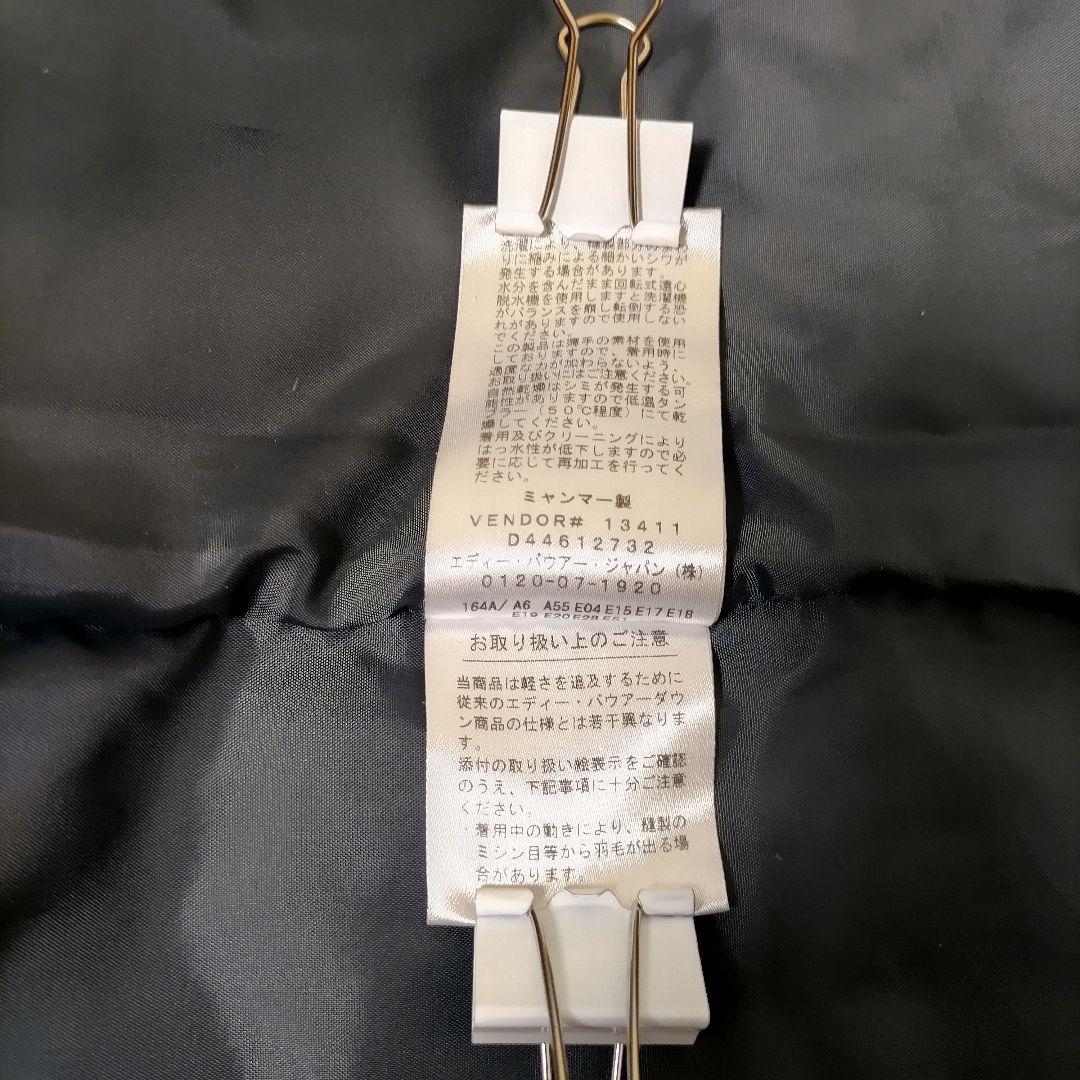 洗濯により、縫製部分のまわ
りに縮みによる細かいシワが
発生する場合があります。
水分を含んだまま回転式遠心
脱水機を使用しますと洗濯機
がバランスを崩し転倒する恐
れがありますので使用しない
でください。
この製品は薄手の素材を使用
しておりますので、着用時に
過度な力が加わらないよう、
お取り扱いにはご注意ください。
自然乾燥はシミが発生する可
能性がありますので低温タン
ブラー(50℃程度)にて乾
燥してください。
着用及びクリーニングにより
はっ水性が低下しますので必
要に応じて再加工を行ってく
ださい。
ミャンマー製
VENDOR# 13411
D44612732
エディー・バウアー・ジャパン(株)
0120-07-1920
164A/ A6 A55 E04 E15 E17 E18
E19 E20 E28 E51
お取り扱い上のご注意
当商品は軽さを追及するために
従来のエディー・バウアーダウ
ン商品の仕様とは若干異なりま
す。
添付の取り扱い絵表示をご確認
のうえ、下記事項に十分ご注意
ください。
・着用中の動きにより、縫製の
ミシン目等から羽毛が出る場
合があります。